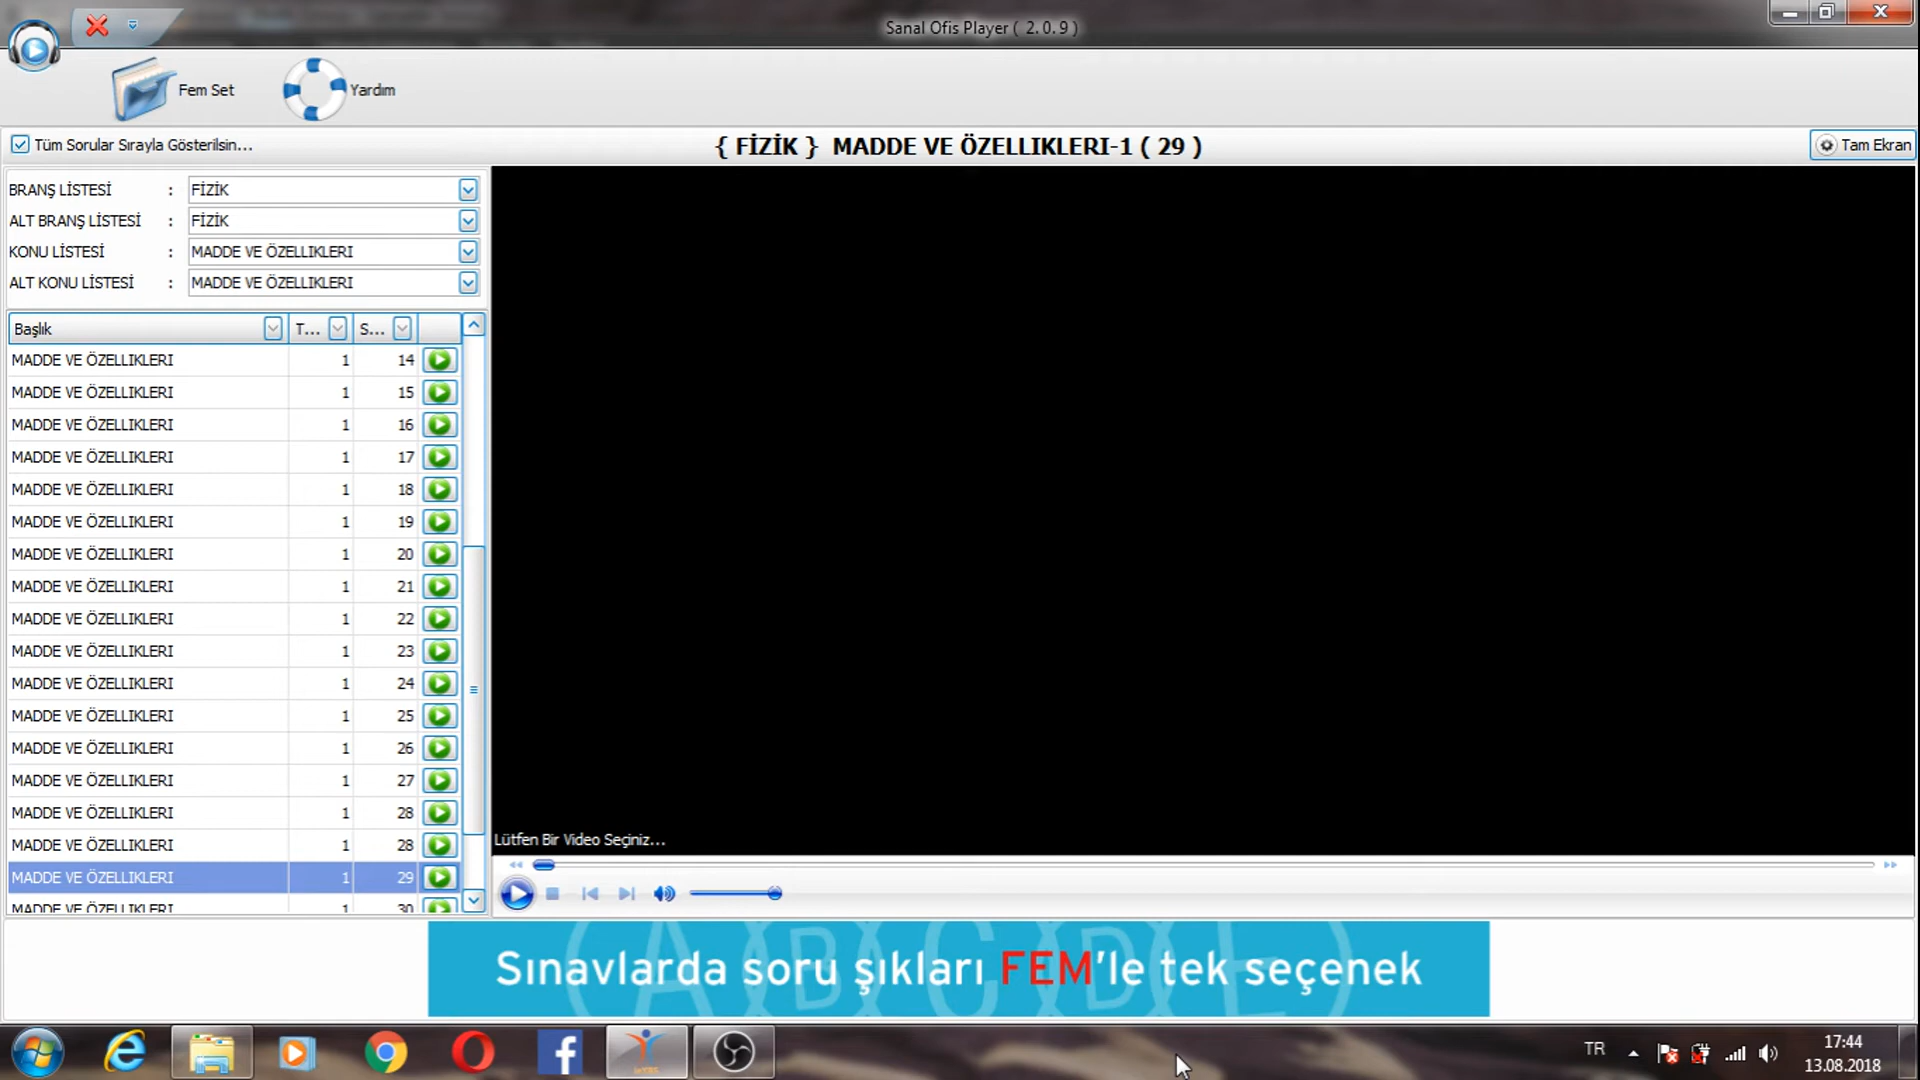 Sanal Ofis Player ( 2.0.9 )
Fem Set
Yardım
Tüm Sorular Sırayla Gösterilsin...
{ FİZİK }  MADDE VE ÖZELLIKLERI-1 ( 29 )
Tam Ekran
BRANŞ LİSTESİ : FİZİK
ALT BRANŞ LİSTESİ : FİZİK
KONU LİSTESİ : MADDE VE ÖZELLIKLERI
ALT KONU LİSTESİ : MADDE VE ÖZELLIKLERI
Başlık T... S...
MADDE VE ÖZELLIKLERI 1 14
MADDE VE ÖZELLIKLERI 1 15
MADDE VE ÖZELLIKLERI 1 16
MADDE VE ÖZELLIKLERI 1 17
MADDE VE ÖZELLIKLERI 1 18
MADDE VE ÖZELLIKLERI 1 19
MADDE VE ÖZELLIKLERI 1 20
MADDE VE ÖZELLIKLERI 1 21
MADDE VE ÖZELLIKLERI 1 22
MADDE VE ÖZELLIKLERI 1 23
MADDE VE ÖZELLIKLERI 1 24
MADDE VE ÖZELLIKLERI 1 25
MADDE VE ÖZELLIKLERI 1 26
MADDE VE ÖZELLIKLERI 1 27
MADDE VE ÖZELLIKLERI 1 28
MADDE VE ÖZELLIKLERI 1 28
MADDE VE ÖZELLIKLERI 1 29
MADDE VE ÖZELLIKLERI 1 30
Lütfen Bir Video Seçiniz...
A B C D E
Sınavlarda soru şıkları FEM'le tek seçenek
TR
17:44
13.08.2018